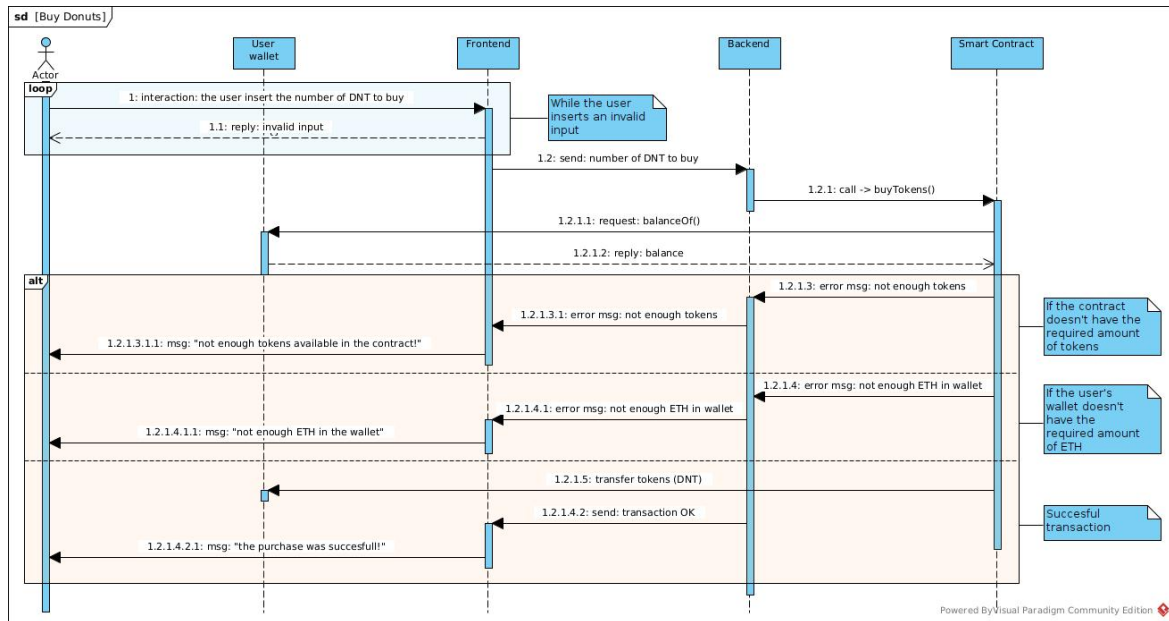 sd [Buy Donuts]
User
wallet
Frontend
Backend
Smart Contract
Actor
loop
1: interaction: the user insert the number of DNT to buy
While the user
inserts an invalid
input
1.1: reply: invalid input
1.2: send: number of DNT to buy
1.2.1: call -> buyTokens()
1.2.1.1: request: balanceOf()
1.2.1.2: reply: balance
alt
1.2.1.3: error msg: not enough tokens
If the contract
doesn't have the
required amount
of tokens
1.2.1.3.1: error msg: not enough tokens
1.2.1.3.1.1: msg: "not enough tokens available in the contract!"
1.2.1.4: error msg: not enough ETH in wallet
If the user's
wallet doesn't
have the
required amount
of ETH
1.2.1.4.1: error msg: not enough ETH in wallet
1.2.1.4.1.1: msg: "not enough ETH in the wallet"
1.2.1.5: transfer tokens (DNT)
Succesful
transaction
1.2.1.4.2: send: transaction OK
1.2.1.4.2.1: msg: "the purchase was succesfull!"
Powered ByVisual Paradigm Community Edition